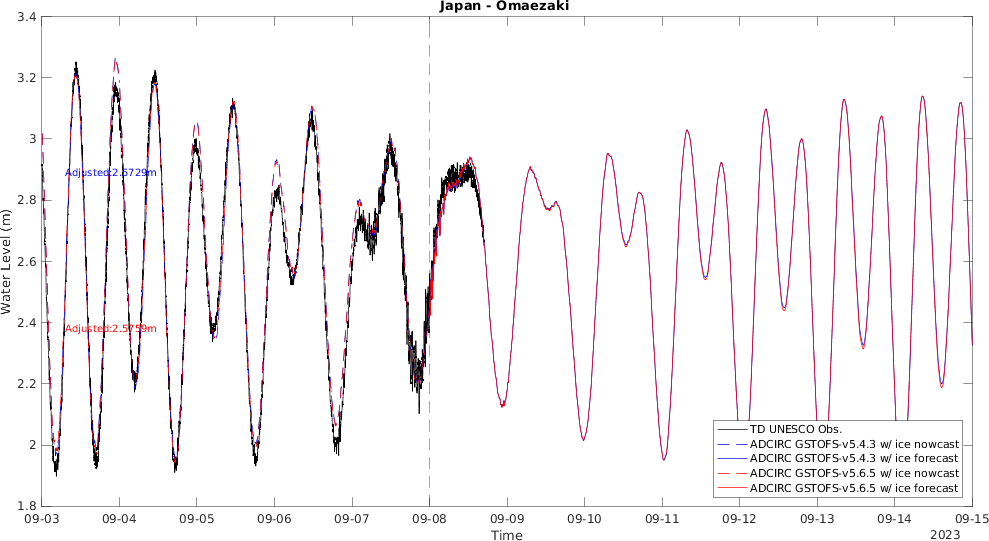 Japan - Omaezaki
3.4
3.2
3
2.8
2.6
2.4
2.2
2
1.8
Water Level (m)
Adjusted:2.5729m
Adjusted:2.5759m
TD UNESCO Obs.
ADCIRC GSTOFS-v5.4.3 w/ ice nowcast
ADCIRC GSTOFS-v5.4.3 w/ ice forecast
ADCIRC GSTOFS-v5.6.5 w/ ice nowcast
ADCIRC GSTOFS-v5.6.5 w/ ice forecast
09-03 09-04 09-05 09-06 09-07 09-08 09-09 09-10 09-11 09-12 09-13 09-14 09-15
Time
2023